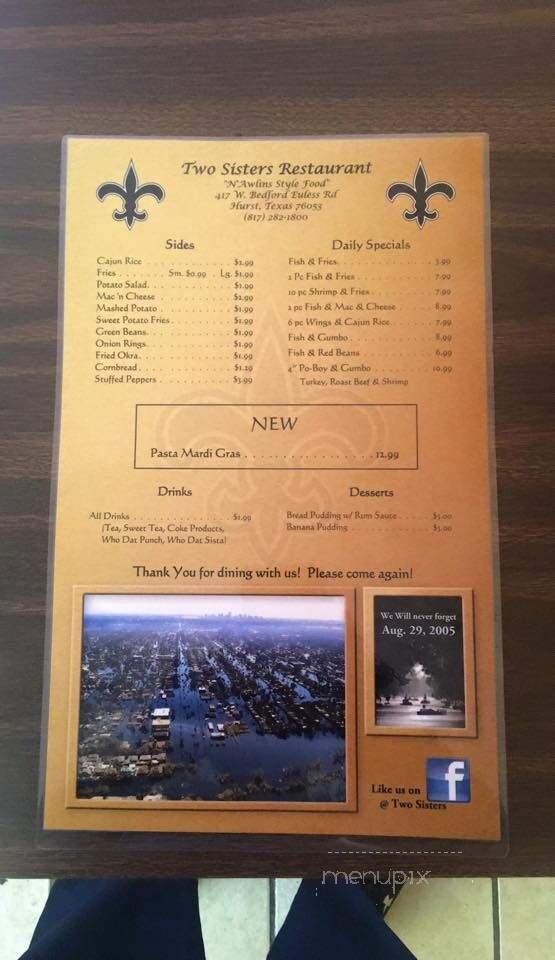 Two Sisters Restaurant
"N'Awlins Style Food"
417 W. Bedford Euless Rd
Hurst, Texas 76053
(817) 282-1800
Sides
Cajun Rice . . . . . . . . . . . . . . . $2.99
Fries . . . . . . . Sm. $0.99 . . Lg. $1.99
Potato Salad. . . . . . . . . . . . . . $1.99
Mac 'n Cheese . . . . . . . . . . . . $2.99
Mashed Potato . . . . . . . . . . . . $1.99
Sweet Potato Fries . . . . . . . . . . $1.99
Green Beans. . . . . . . . . . . . . . $1.99
Onion Rings. . . . . . . . . . . . . . $1.99
Fried Okra. . . . . . . . . . . . . . . $1.99
Cornbread . . . . . . . . . . . . . . . $1.29
Stuffed Peppers . . . . . . . . . . . $3.99
Daily Specials
Fish & Fries. . . . . . . . . . . . . . 5.99
2 Pc Fish & Fries . . . . . . . . . . . 7.99
10 pc Shrimp & Fries . . . . . . . . . 7.99
2 pc Fish & Mac & Cheese . . . . . . 8.99
6 pc Wings & Cajun Rice . . . . . . . 7.99
Fish & Gumbo . . . . . . . . . . . . . 8.99
Fish & Red Beans . . . . . . . . . . . 6.99
4" Po-Boy & Gumbo . . . . . . . . . 10.99
Turkey, Roast Beef & Shrimp
NEW
Pasta Mardi Gras . . . . . . . . . . . . . . . . . 12.99
Drinks
All Drinks . . . . . . . . . . . . . . . $1.99
(Tea, Sweet Tea, Coke Products,
Who Dat Punch, Who Dat Sista)
Desserts
Bread Pudding w/ Rum Sauce . . . . . $5.00
Banana Pudding . . . . . . . . . . . . . $3.00
Thank You for dining with us! Please come again!
We Will never forget
Aug. 29, 2005
Like us on f
@ Two Sisters
menupix